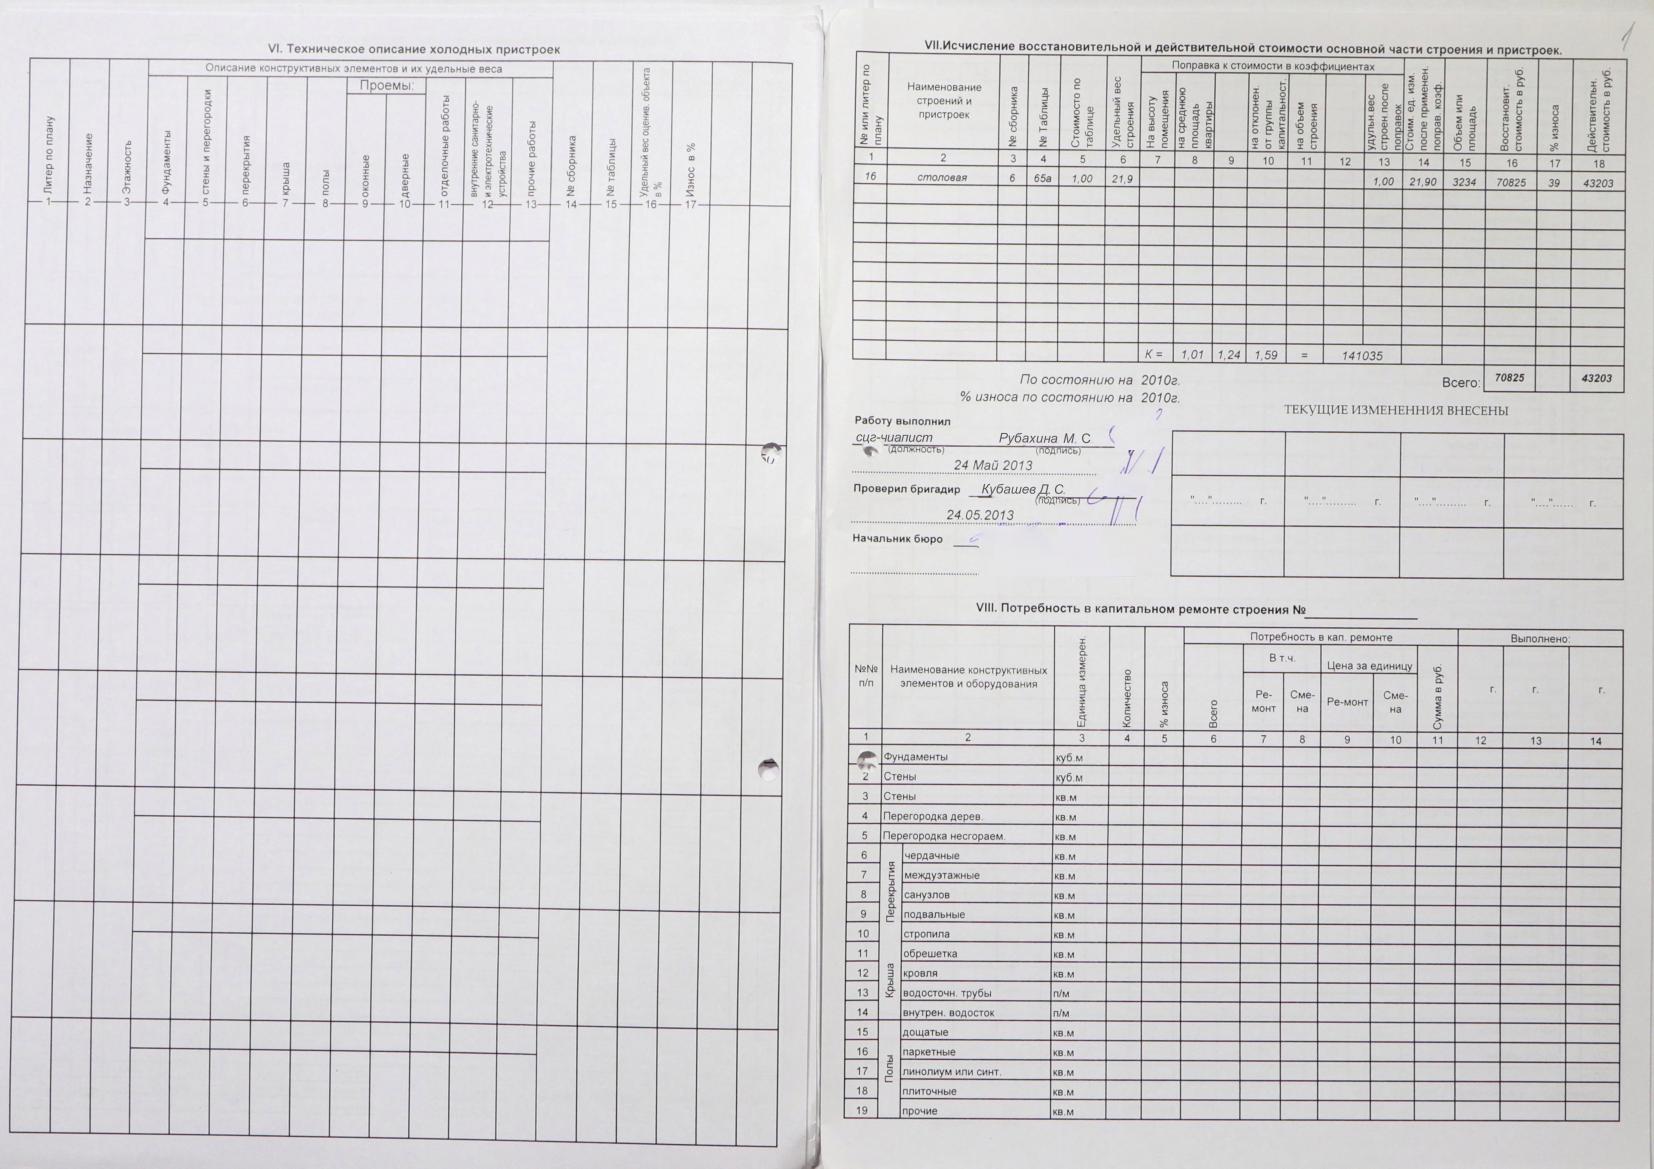 VI. Техническое описание холодных пристроек
Описание конструктивных элементов и их удельные веса
Проемы:
Литер по плану
Назначение
Этажность
Фундаменты
стены и перегородки
перекрытия
крыша
полы
оконные
дверные
отделочные работы
внутренние санитарно-
и электротехнические
устройства
прочие работы
№ сборника
№ таблицы
Удельный вес оценив. объекта
в %
Износ в %
1 2 3 4 5 6 7 8 9 10 11 12 13 14 15 16 17
1
VII.Исчисление восстановительной и действительной стоимости основной части строения и пристроек.
№ или литер по
плану
Наименование
строений и
пристроек
№ сборника
№ Таблицы
Стоимосто по
таблице
Удельный вес
строения
Поправка к стоимости в коэффициентах
На высоту
помещения
на среднюю
площадь
квартиры
на отклонен.
от группы
капитальност.
на объем
строения
удульн.вес
строен.после
поправок
Стоим. ед. изм.
после применен.
поправ. коэф.
Объем или
площадь
Восстановит.
стоимость в руб.
% износа
Действительн.
стоимость в руб.
1 2 3 4 5 6 7 8 9 10 11 12 13 14 15 16 17 18
16 столовая 6 65а 1,00 21,9 1,00 21,90 3234 70825 39 43203
К = 1,01 1,24 1,59 = 141035
Всего: 70825 43203
По состоянию на 2010г.
% износа по состоянию на 2010г.
ТЕКУЩИЕ ИЗМЕНЕННИЯ ВНЕСЕНЫ
Работу выполнил
сцг-чиапист Рубахина М. С
(должность) (подпись)
24 Май 2013
Проверил бригадир Кубашев Д. С.
(подпись)
24.05.2013
Начальник бюро
"...."......... г. "...."......... г. "...."......... г. "...."...... г.
VIII. Потребность в капитальном ремонте строения №
№№
п/п
Наименование конструктивных
элементов и оборудования
Единица измерен.
Количество
% износа
Потребность в кап. ремонте
Всего
В т.ч.
Ре-
монт
Сме-
на
Цена за единицу
Ре-монт
Сме-
на
Сумма в руб.
Выполнено:
г. г. г.
1 2 3 4 5 6 7 8 9 10 11 12 13 14
Фундаменты куб.м
2 Стены куб.м
3 Стены кв.м
4 Перегородка дерев. кв.м
5 Перегородка несгораем. кв.м
Перекрытия
6 чердачные кв.м
7 междуэтажные кв.м
8 санузлов кв.м
9 подвальные кв.м
Крыша
10 стропила кв.м
11 обрешетка кв.м
12 кровля кв.м
13 водосточн. трубы п/м
14 внутрен. водосток п/м
Полы
15 дощатые кв.м
16 паркетные кв.м
17 линолиум или синт. кв.м
18 плиточные кв.м
19 прочие кв.м